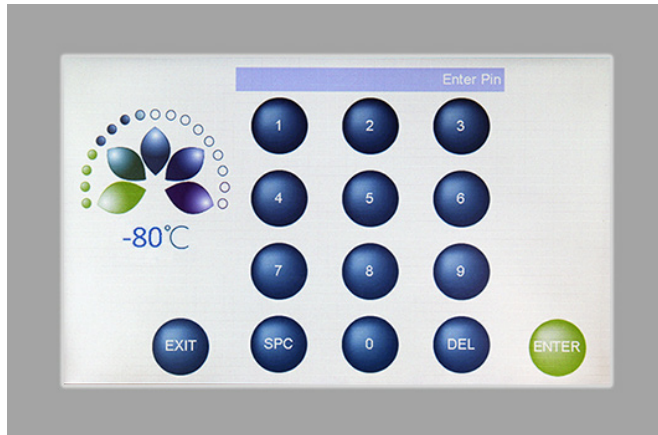 Enter Pin
1 2 3
4 5 6
-80°C
7 8 9
EXIT SPC 0 DEL ENTER